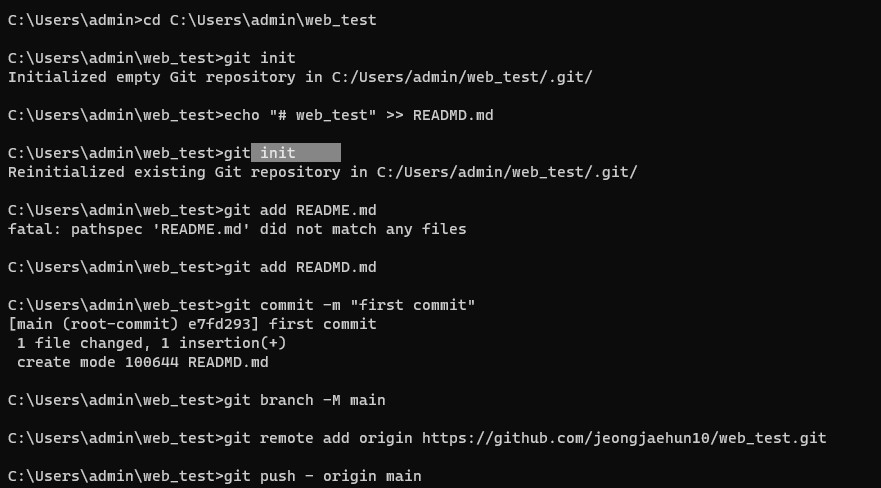 C:\Users\admin>cd C:\Users\admin\web_test
C:\Users\admin\web_test>git init
Initialized empty Git repository in C:/Users/admin/web_test/.git/
C:\Users\admin\web_test>echo "# web_test" >> READMD.md
C:\Users\admin\web_test>git init
Reinitialized existing Git repository in C:/Users/admin/web_test/.git/
C:\Users\admin\web_test>git add README.md
fatal: pathspec 'README.md' did not match any files
C:\Users\admin\web_test>git add READMD.md
C:\Users\admin\web_test>git commit -m "first commit"
[main (root-commit) e7fd293] first commit
 1 file changed, 1 insertion(+)
 create mode 100644 READMD.md
C:\Users\admin\web_test>git branch -M main
C:\Users\admin\web_test>git remote add origin https://github.com/jeongjaehun10/web_test.git
C:\Users\admin\web_test>git push - origin main